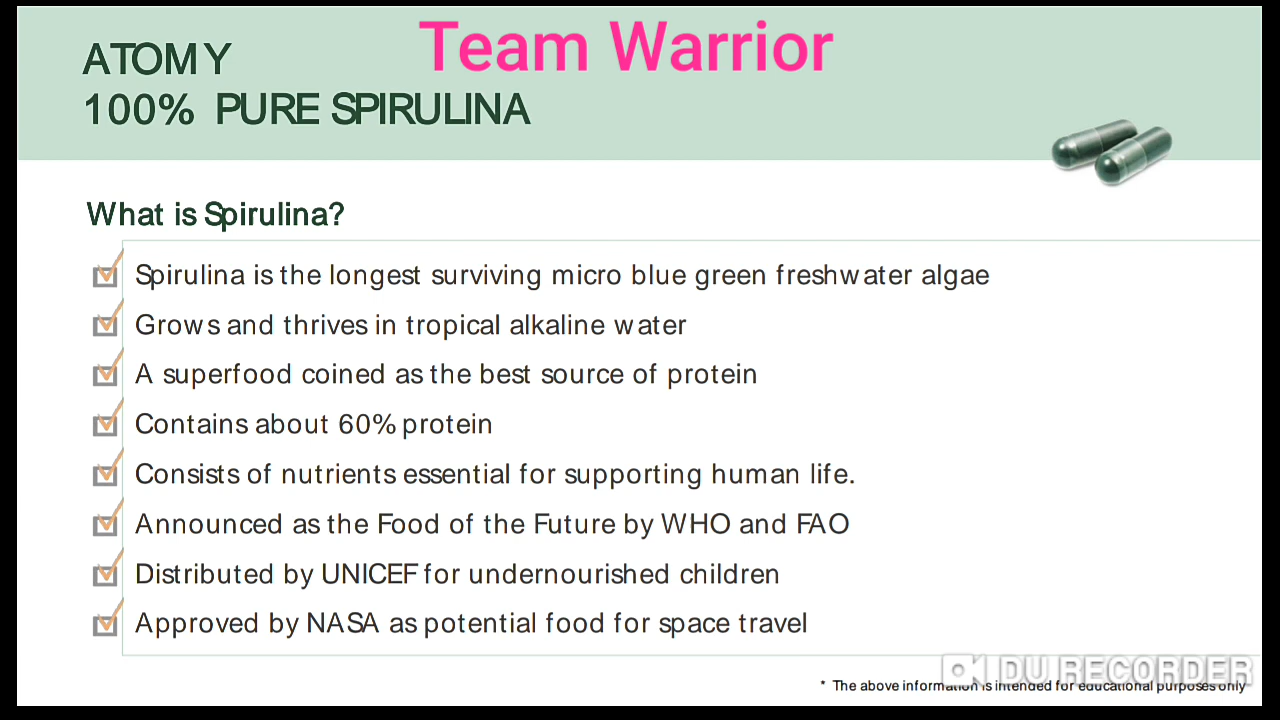 Team Warrior
ATOMY
100% PURE SPIRULINA
What is Spirulina?
Spirulina is the longest surviving micro blue green freshwater algae
Grows and thrives in tropical alkaline water
A superfood coined as the best source of protein
Contains about 60% protein
Consists of nutrients essential for supporting human life.
Announced as the Food of the Future by WHO and FAO
Distributed by UNICEF for undernourished children
Approved by NASA as potential food for space travel
DU RECORDER
* The above information is intended for educational purposes only